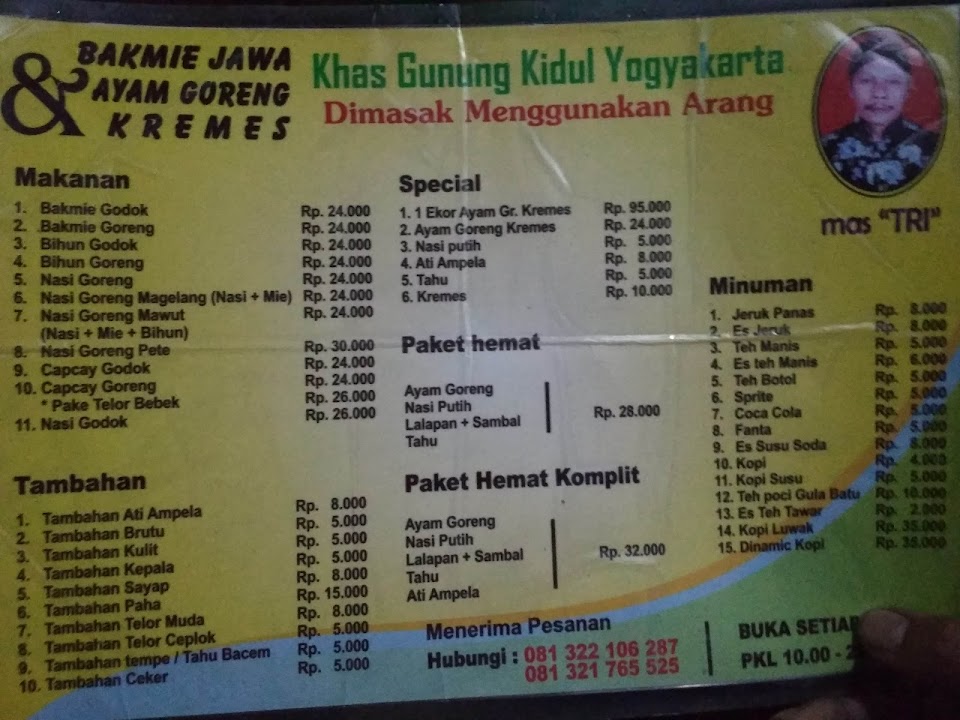 & BAKMIE JAWA
AYAM GORENG
KREMES
Khas Gunung Kidul Yogyakarta
Dimasak Menggunakan Arang
mas "TRI"
Makanan
1. Bakmie Godok Rp. 24.000
2. Bakmie Goreng Rp. 24.000
3. Bihun Godok Rp. 24.000
4. Bihun Goreng Rp. 24.000
5. Nasi Goreng Rp. 24.000
6. Nasi Goreng Magelang (Nasi + Mie) Rp. 24.000
7. Nasi Goreng Mawut Rp. 24.000
(Nasi + Mie + Bihun)
8. Nasi Goreng Pete Rp. 30.000
9. Capcay Godok Rp. 24.000
10. Capcay Goreng Rp. 24.000
* Pake Telor Bebek Rp. 26.000
11. Nasi Godok Rp. 26.000
Tambahan
1. Tambahan Ati Ampela Rp. 8.000
2. Tambahan Brutu Rp. 5.000
3. Tambahan Kulit Rp. 5.000
4. Tambahan Kepala Rp. 5.000
5. Tambahan Sayap Rp. 8.000
6. Tambahan Paha Rp. 15.000
7. Tambahan Telor Muda Rp. 8.000
8. Tambahan Telor Ceplok Rp. 5.000
9. Tambahan tempe / Tahu Bacem Rp. 5.000
10. Tambahan Ceker Rp. 5.000
Special
1. 1 Ekor Ayam Gr. Kremes Rp. 95.000
2. Ayam Goreng Kremes Rp. 24.000
3. Nasi putih Rp. 5.000
4. Ati Ampela Rp. 8.000
5. Tahu Rp. 5.000
6. Kremes Rp. 10.000
Paket hemat
Ayam Goreng
Nasi Putih
Lalapan + Sambal Rp. 28.000
Tahu
Paket Hemat Komplit
Ayam Goreng
Nasi Putih
Lalapan + Sambal Rp. 32.000
Tahu
Ati Ampela
Minuman
1. Jeruk Panas Rp. 8.000
2. Es Jeruk Rp. 8.000
3. Teh Manis Rp. 5.000
4. Es teh Manis Rp. 6.000
5. Teh Botol Rp. 5.000
6. Sprite Rp. 5.000
7. Coca Cola Rp. 5.000
8. Fanta Rp. 5.000
9. Es Susu Soda Rp. 8.000
10. Kopi Rp. 4.000
11. Kopi Susu Rp. 5.000
12. Teh poci Gula Batu Rp. 10.000
13. Es Teh Tawar Rp. 2.000
14. Kopi Luwak Rp. 35.000
15. Dinamic Kopi Rp. 35.000
Menerima Pesanan
Hubungi : 081 322 106 287
081 321 765 525
BUKA SETIAP
PKL 10.00 - 2